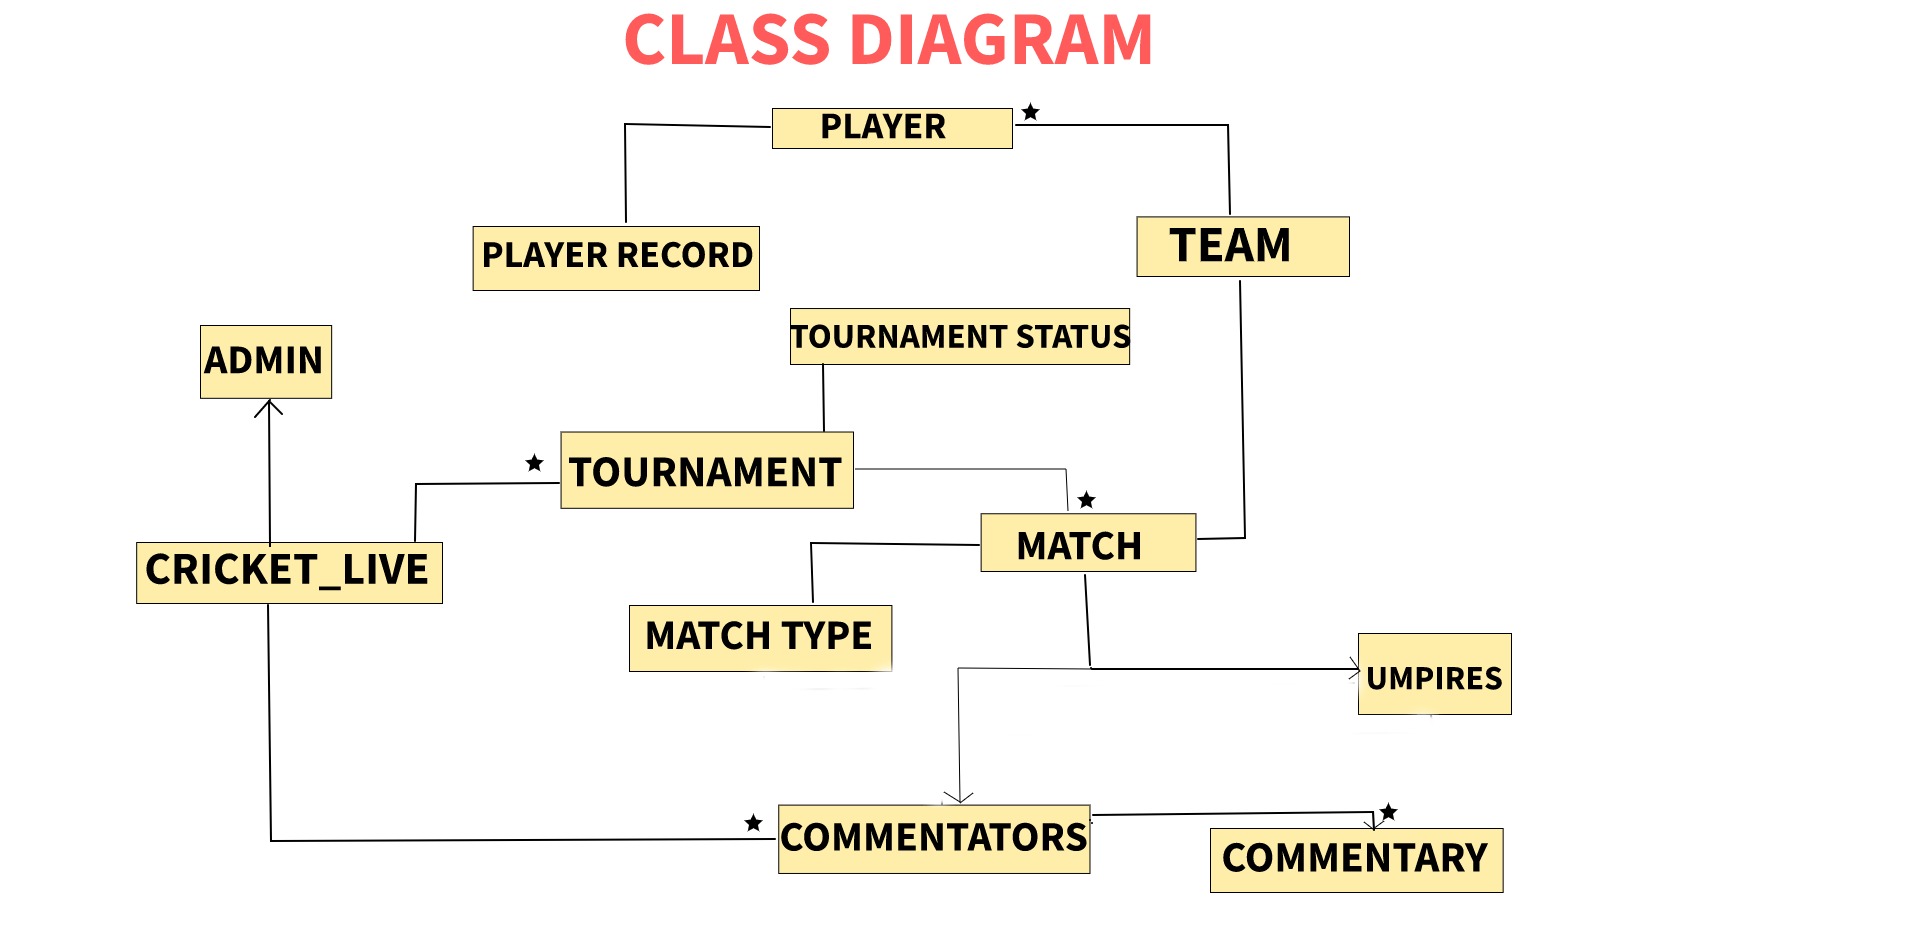 CLASS DIAGRAM
PLAYER
PLAYER RECORD
TEAM
TOURNAMENT STATUS
ADMIN
TOURNAMENT
MATCH
CRICKET_LIVE
MATCH TYPE
UMPIRES
COMMENTATORS
COMMENTARY